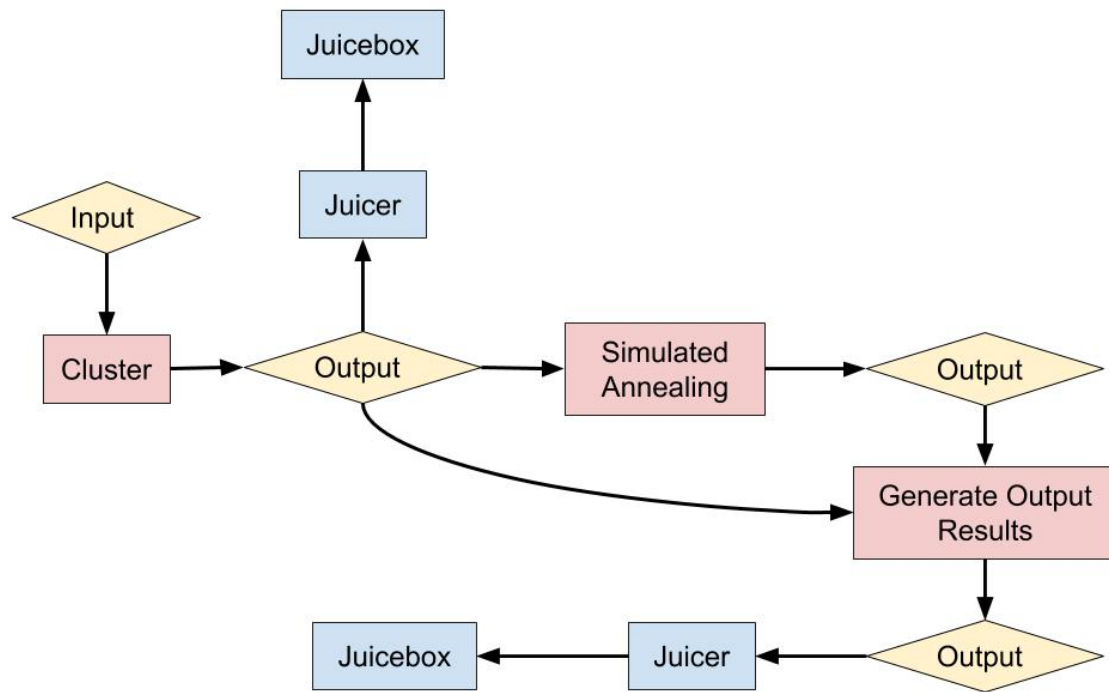 Juicebox
Juicer
Input
Cluster
Output
Simulated
Annealing
Output
Generate Output
Results
Juicebox
Juicer
Output